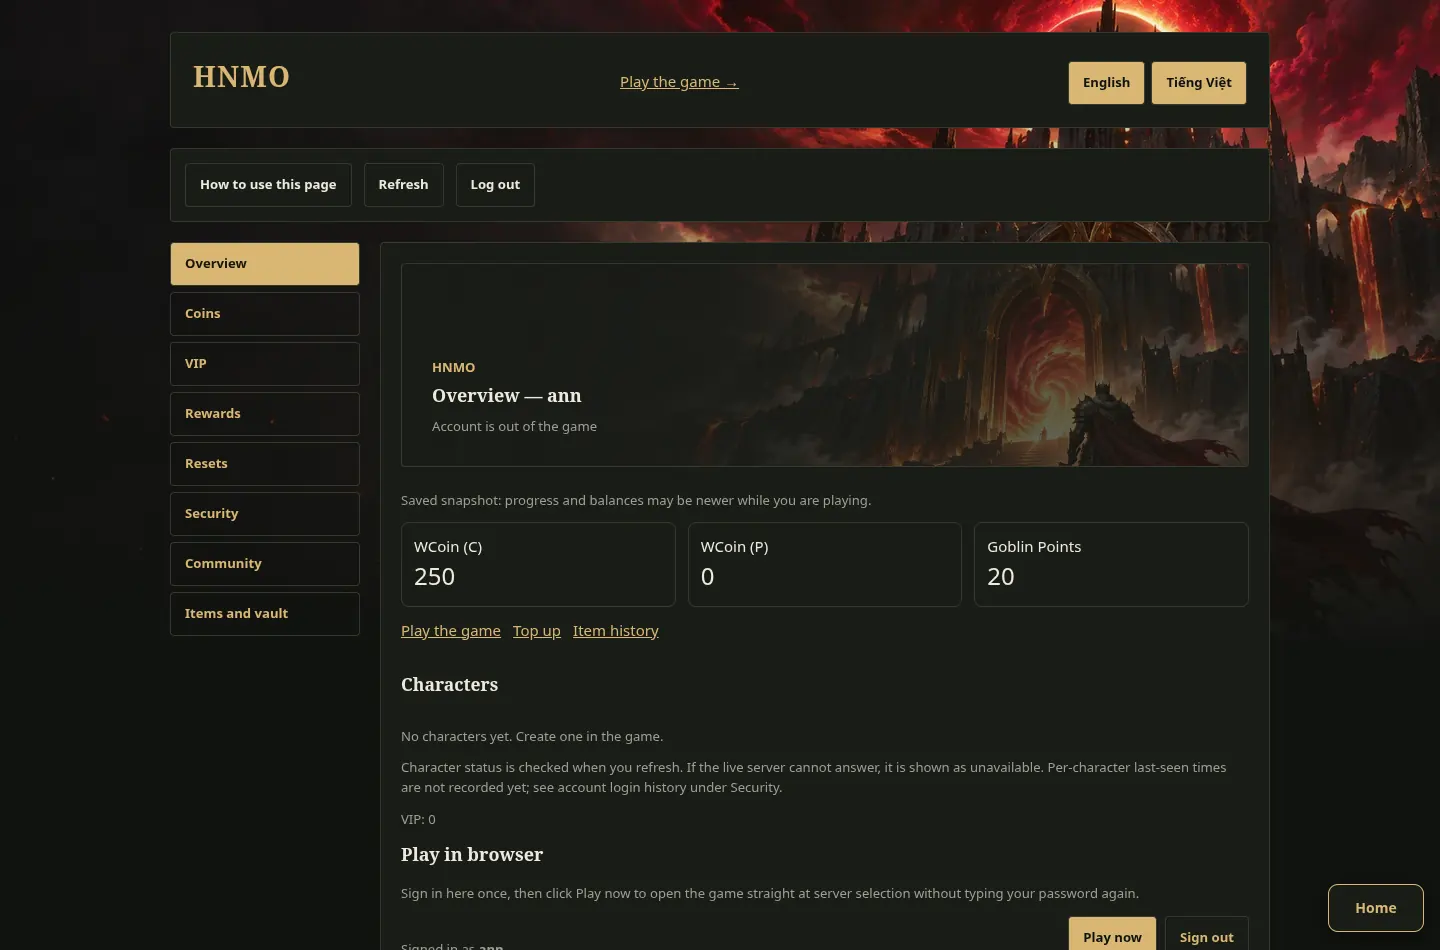 HNMO
Play the game →
English
Tiếng Việt
How to use this page
Refresh
Log out
Overview
Coins
VIP
Rewards
Resets
Security
Community
Items and vault
HNMO
Overview — ann
Account is out of the game
Saved snapshot: progress and balances may be newer while you are playing.
WCoin (C)
250
WCoin (P)
0
Goblin Points
20
Play the game
Top up
Item history
Characters
No characters yet. Create one in the game.
Character status is checked when you refresh. If the live server cannot answer, it is shown as unavailable. Per-character last-seen times
are not recorded yet; see account login history under Security.
VIP: 0
Play in browser
Sign in here once, then click Play now to open the game straight at server selection without typing your password again.
Signed in as ann
Play now
Sign out
Home